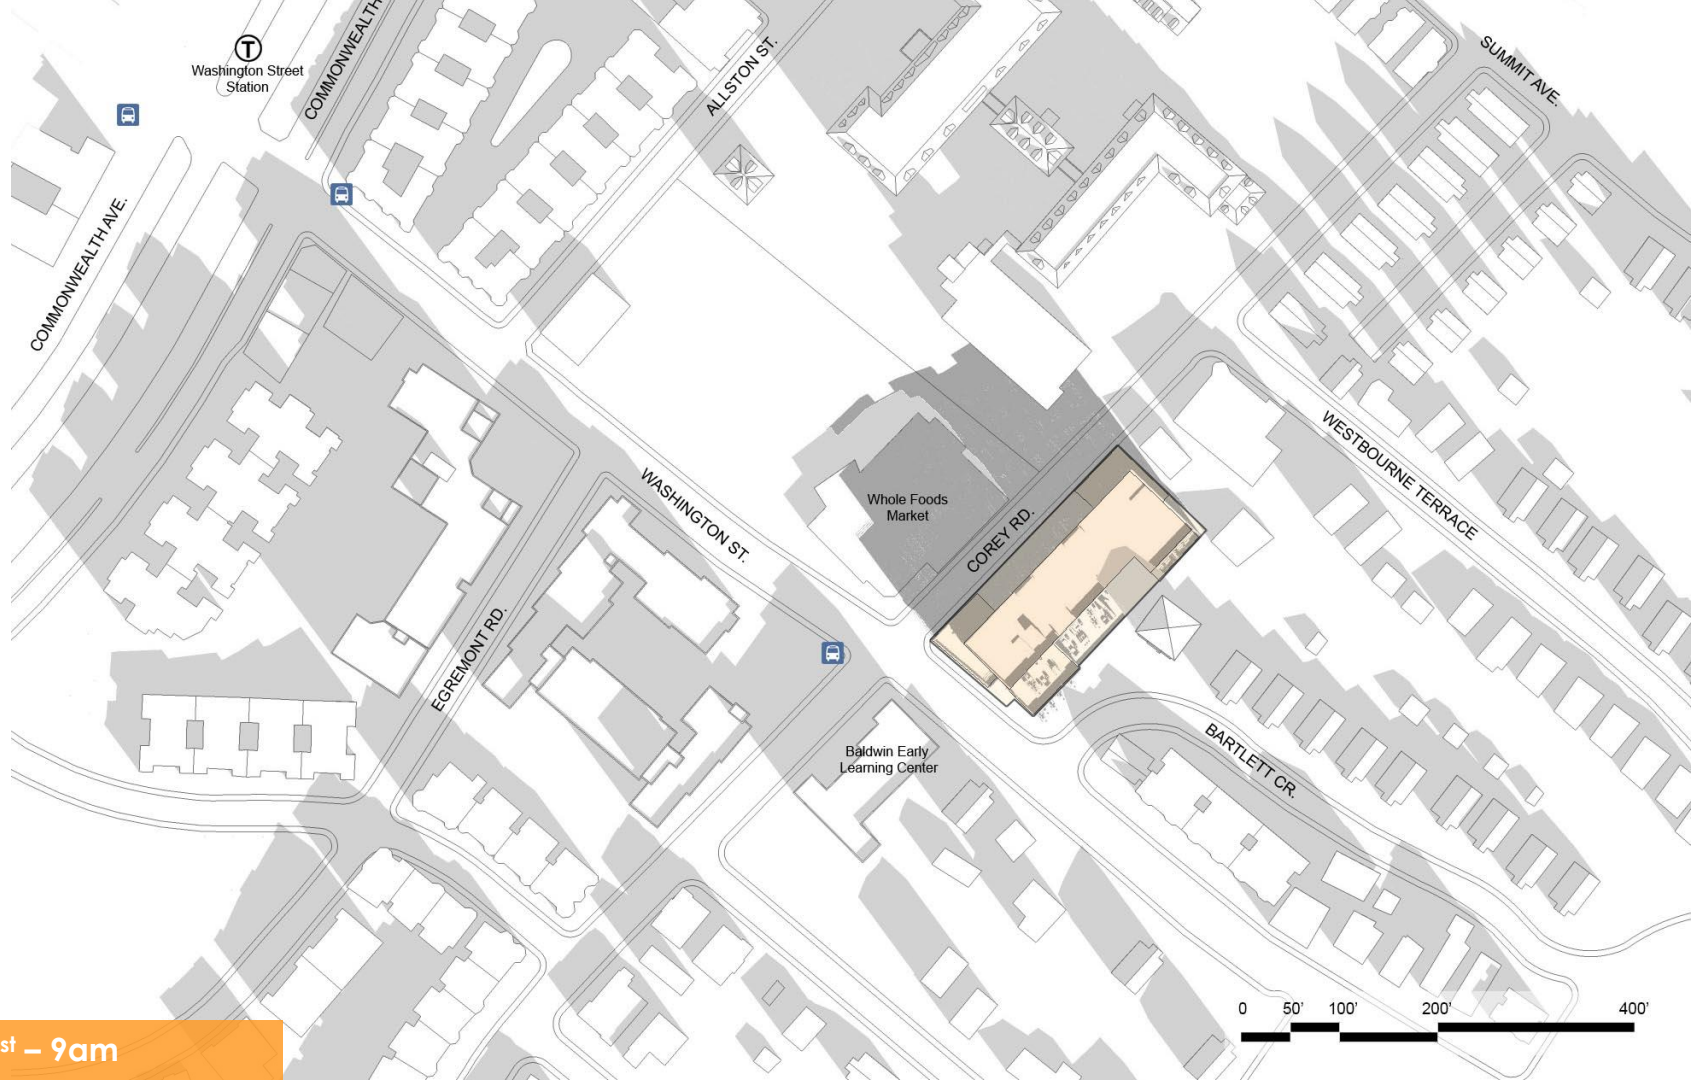 SUMMIT AVE.
COMMONWEALTH
ALLSTON ST.
T
Washington Street
Station
COMMONWEALTH AVE.
WESTBOURNE TERRACE
WASHINGTON ST.
Whole Foods
Market
COREY RD.
EGREMONT RD.
BARTLETT CR.
Baldwin Early
Learning Center
0 50' 100' 200' 400'
st – 9am